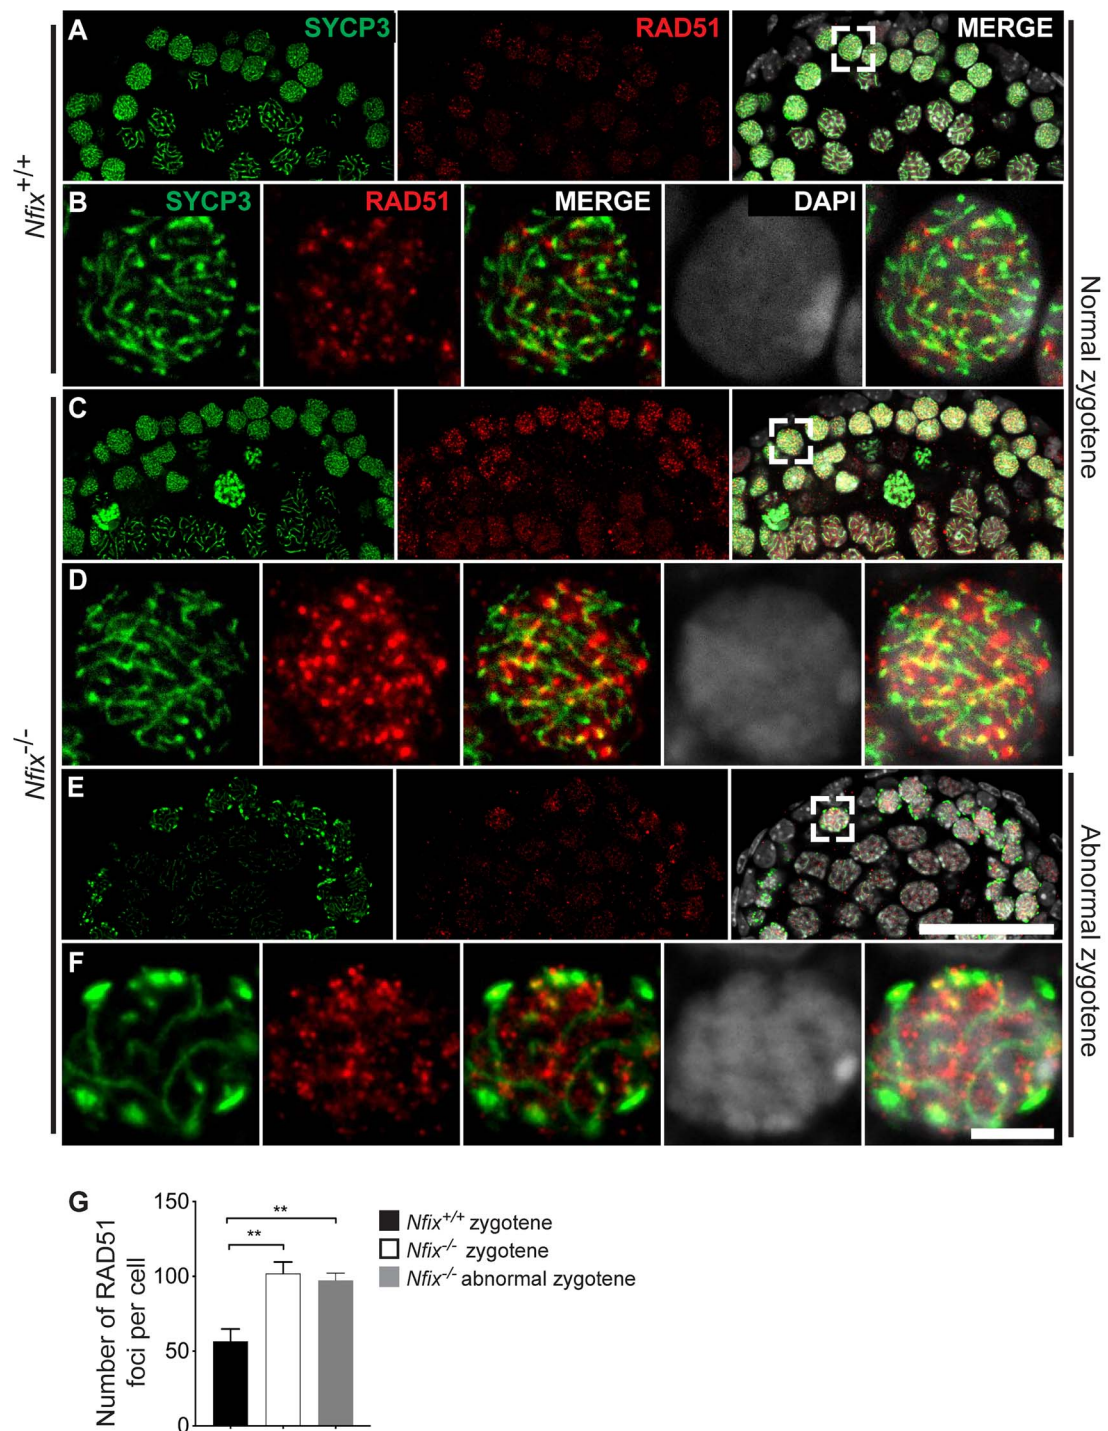 A SYCP3 RAD51 MERGE
B SYCP3 RAD51 MERGE DAPI
C
D
E
F
Nfix+/+
Nfix-/-
Normal zygotene
Abnormal zygotene
G
Number of RAD51
foci per cell
150
100
50
0
**
**
Nfix+/+ zygotene
Nfix-/- zygotene
Nfix-/- abnormal zygotene